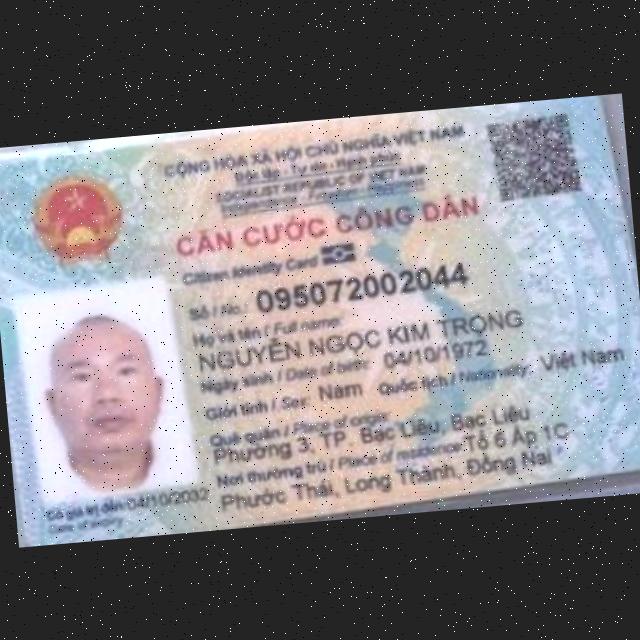 CỘNG HÒA XÃ HỘI CHỦ NGHĨA VIỆT NAM
Độc lập - Tự do - Hạnh phúc
SOCIALIST REPUBLIC OF VIET NAM
Independence - Freedom - Happiness
CĂN CƯỚC CÔNG DÂN
Citizen Identity Card
Số / No.: 095072002044
Họ và tên / Full name:
NGUYỄN NGỌC KIM TRỌNG
Ngày sinh / Date of birth: 04/10/1972
Giới tính / Sex: Nam Quốc tịch / Nationality: Việt Nam
Quê quán / Place of origin:
Phường 3, TP. Bạc Liêu, Bạc Liêu
Nơi thường trú / Place of residence: Tổ 6 Ấp 1C
Phước Thái, Long Thành, Đồng Nai
Có giá trị đến: 04/10/2032
Date of expiry